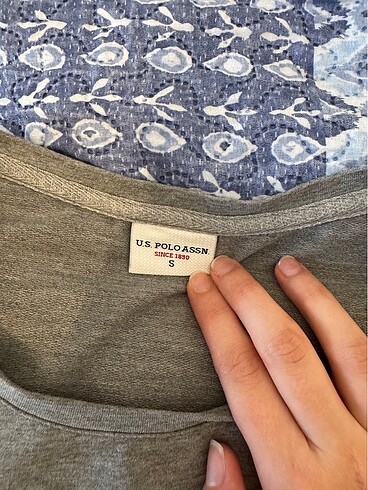 U.S. POLO ASSN.
SINCE 1890
S